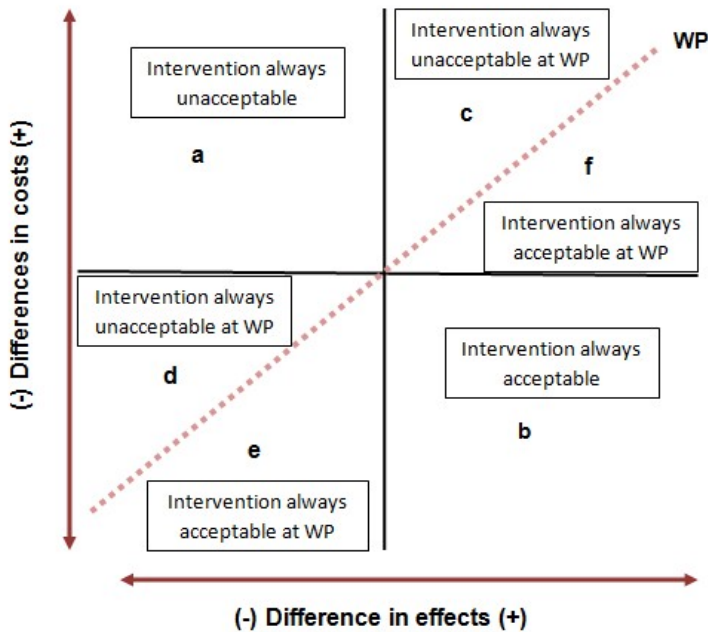 Intervention always
unacceptable
Intervention always
unacceptable at WP
WP
c
a
f
Intervention always
acceptable at WP
(-) Differences in costs (+)
Intervention always
unacceptable at WP
Intervention always
acceptable
d
b
e
Intervention always
acceptable at WP
(-) Difference in effects (+)